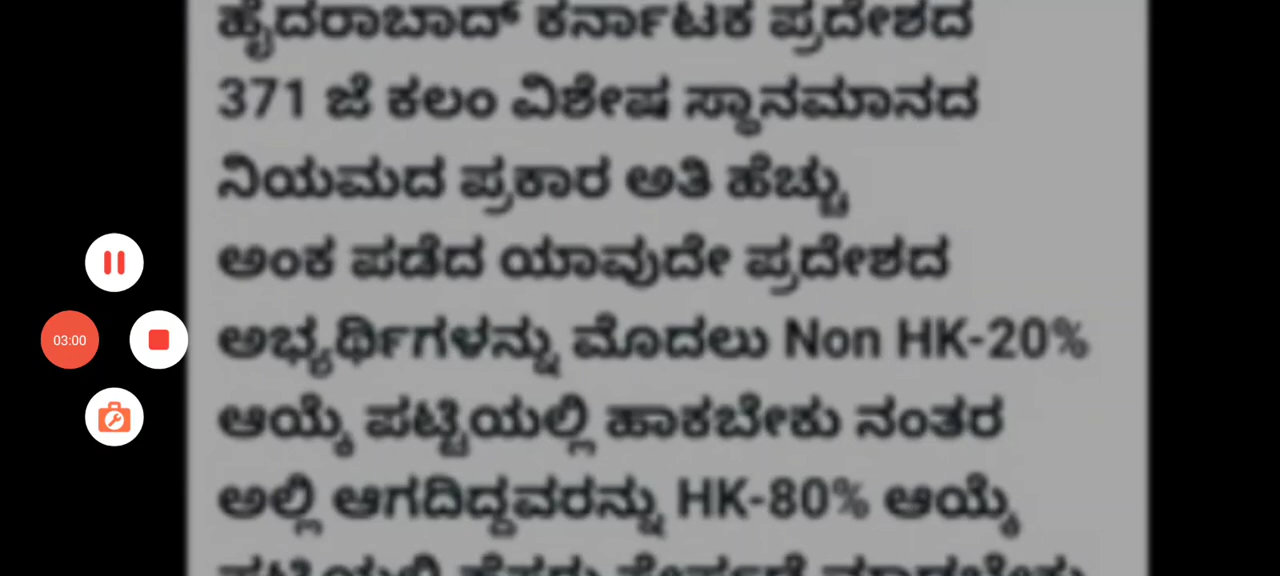 ಹೈದರಾಬಾದ್ ಕರ್ನಾಟಕ ಪ್ರದೇಶದ
371 ಜೆ ಕಲಂ ವಿಶೇಷ ಸ್ಥಾನಮಾನದ
ನಿಯಮದ ಪ್ರಕಾರ ಅತಿ ಹೆಚ್ಚು
ಅಂಕ ಪಡೆದ ಯಾವುದೇ ಪ್ರದೇಶದ
03:00
ಅಭ್ಯರ್ಥಿಗಳನ್ನು ಮೊದಲು Non HK-20%
ಆಯ್ಕೆ ಪಟ್ಟಿಯಲ್ಲಿ ಹಾಕಬೇಕು ನಂತರ
ಅಲ್ಲಿ ಆಗದಿದ್ದವರನ್ನು HK-80% ಆಯ್ಕೆ